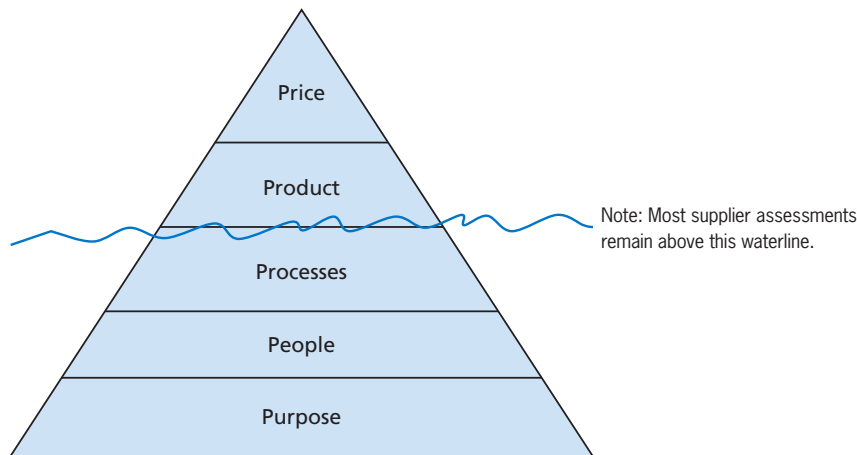 Price
Product
Note: Most supplier assessments
remain above this waterline.
Processes
People
Purpose